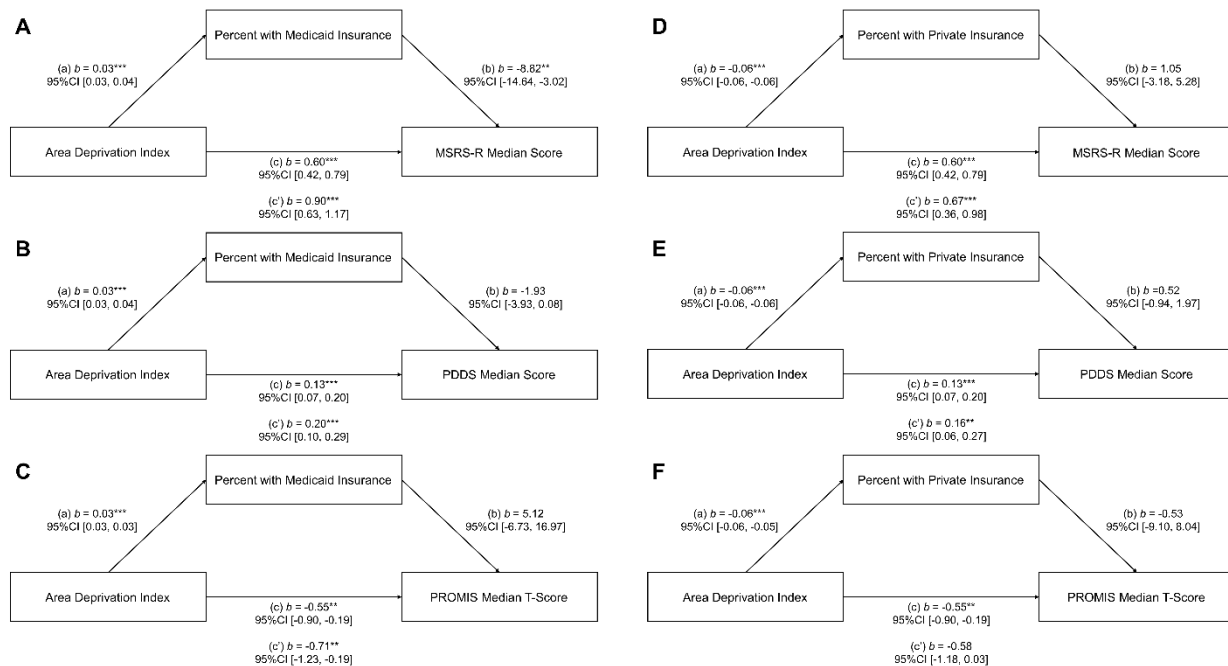 A
Percent with Medicaid Insurance
(a) b = 0.03***
95%CI [0.03, 0.04]
(b) b = -8.82**
95%CI [-14.64, -3.02]
Area Deprivation Index
MSRS-R Median Score
(c) b = 0.60***
95%CI [0.42, 0.79]
(c') b = 0.90***
95%CI [0.63, 1.17]
B
Percent with Medicaid Insurance
(a) b = 0.03***
95%CI [0.03, 0.04]
(b) b = -1.93
95%CI [-3.93, 0.08]
Area Deprivation Index
PDDS Median Score
(c) b = 0.13***
95%CI [0.07, 0.20]
(c') b = 0.20***
95%CI [0.10, 0.29]
C
Percent with Medicaid Insurance
(a) b = 0.03***
95%CI [0.03, 0.03]
(b) b = 5.12
95%CI [-6.73, 16.97]
Area Deprivation Index
PROMIS Median T-Score
(c) b = -0.55**
95%CI [-0.90, -0.19]
(c') b = -0.71**
95%CI [-1.23, -0.19]
D
Percent with Private Insurance
(a) b = -0.06***
95%CI [-0.06, -0.06]
(b) b = 1.05
95%CI [-3.18, 5.28]
Area Deprivation Index
MSRS-R Median Score
(c) b = 0.60***
95%CI [0.42, 0.79]
(c') b = 0.67***
95%CI [0.36, 0.98]
E
Percent with Private Insurance
(a) b = -0.06***
95%CI [-0.06, -0.06]
(b) b =0.52
95%CI [-0.94, 1.97]
Area Deprivation Index
PDDS Median Score
(c) b = 0.13***
95%CI [0.07, 0.20]
(c') b = 0.16**
95%CI [0.06, 0.27]
F
Percent with Private Insurance
(a) b = -0.06***
95%CI [-0.06, -0.05]
(b) b = -0.53
95%CI [-9.10, 8.04]
Area Deprivation Index
PROMIS Median T-Score
(c) b = -0.55**
95%CI [-0.90, -0.19]
(c') b = -0.58
95%CI [-1.18, 0.03]